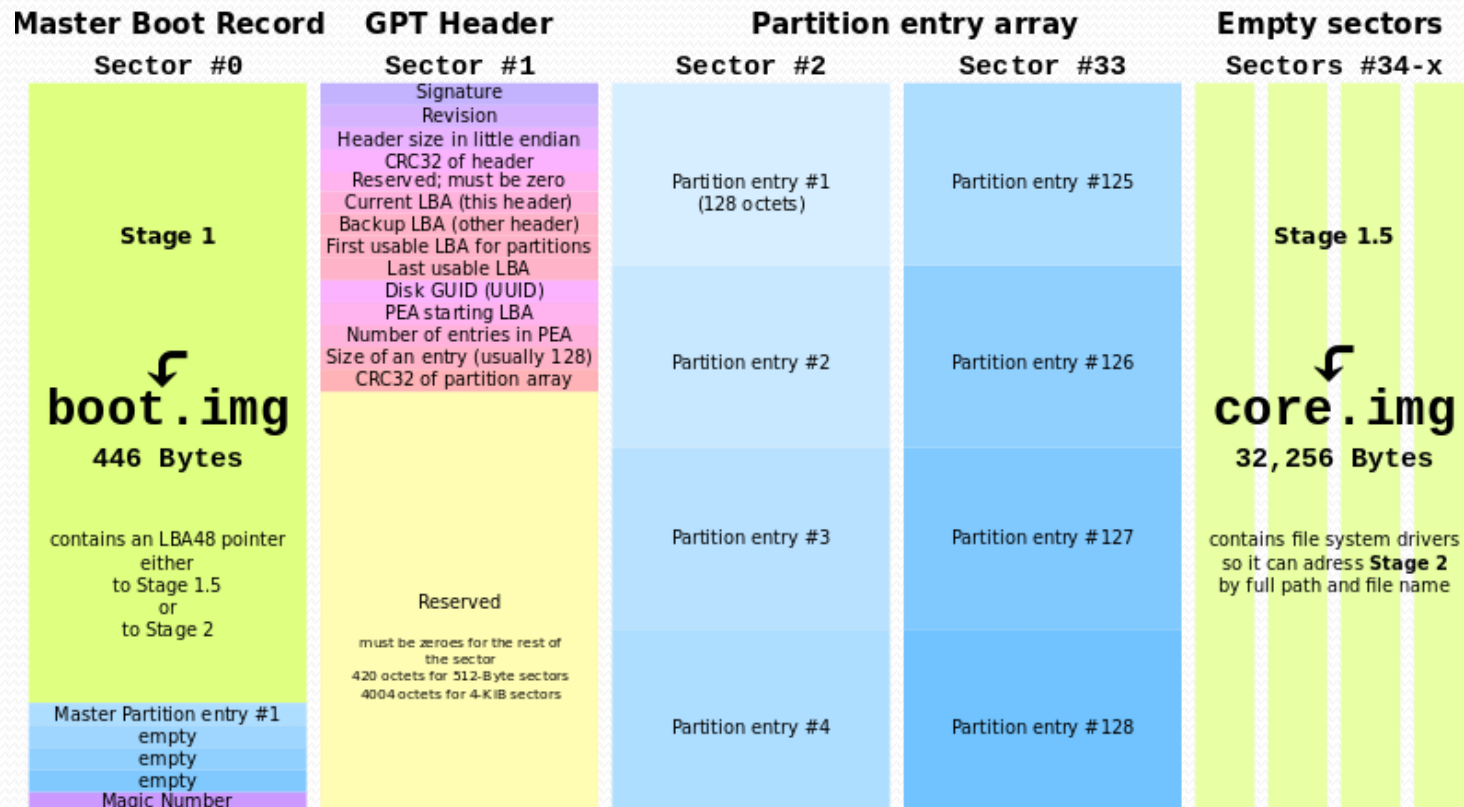 Master Boot Record
Sector #0
Stage 1
boot.img
446 Bytes
contains an LBA48 pointer
either
to Stage 1.5
or
to Stage 2
Master Partition entry #1
empty
empty
empty
Magic Number
GPT Header
Sector #1
Signature
Revision
Header size in little endian
CRC32 of header
Reserved; must be zero
Current LBA (this header)
Backup LBA (other header)
First usable LBA for partitions
Last usable LBA
Disk GUID (UUID)
PEA starting LBA
Number of entries in PEA
Size of an entry (usually 128)
CRC32 of partition array
Reserved
must be zeroes for the rest of
the sector
420 octets for 512-Byte sectors
4004 octets for 4-KiB sectors
Partition entry array
Sector #2
Partition entry #1
(128 octets)
Partition entry #2
Partition entry #3
Partition entry #4
Sector #33
Partition entry #125
Partition entry #126
Partition entry #127
Partition entry #128
Empty sectors
Sectors #34-x
Stage 1.5
core.img
32,256 Bytes
contains file system drivers
so it can adress Stage 2
by full path and file name